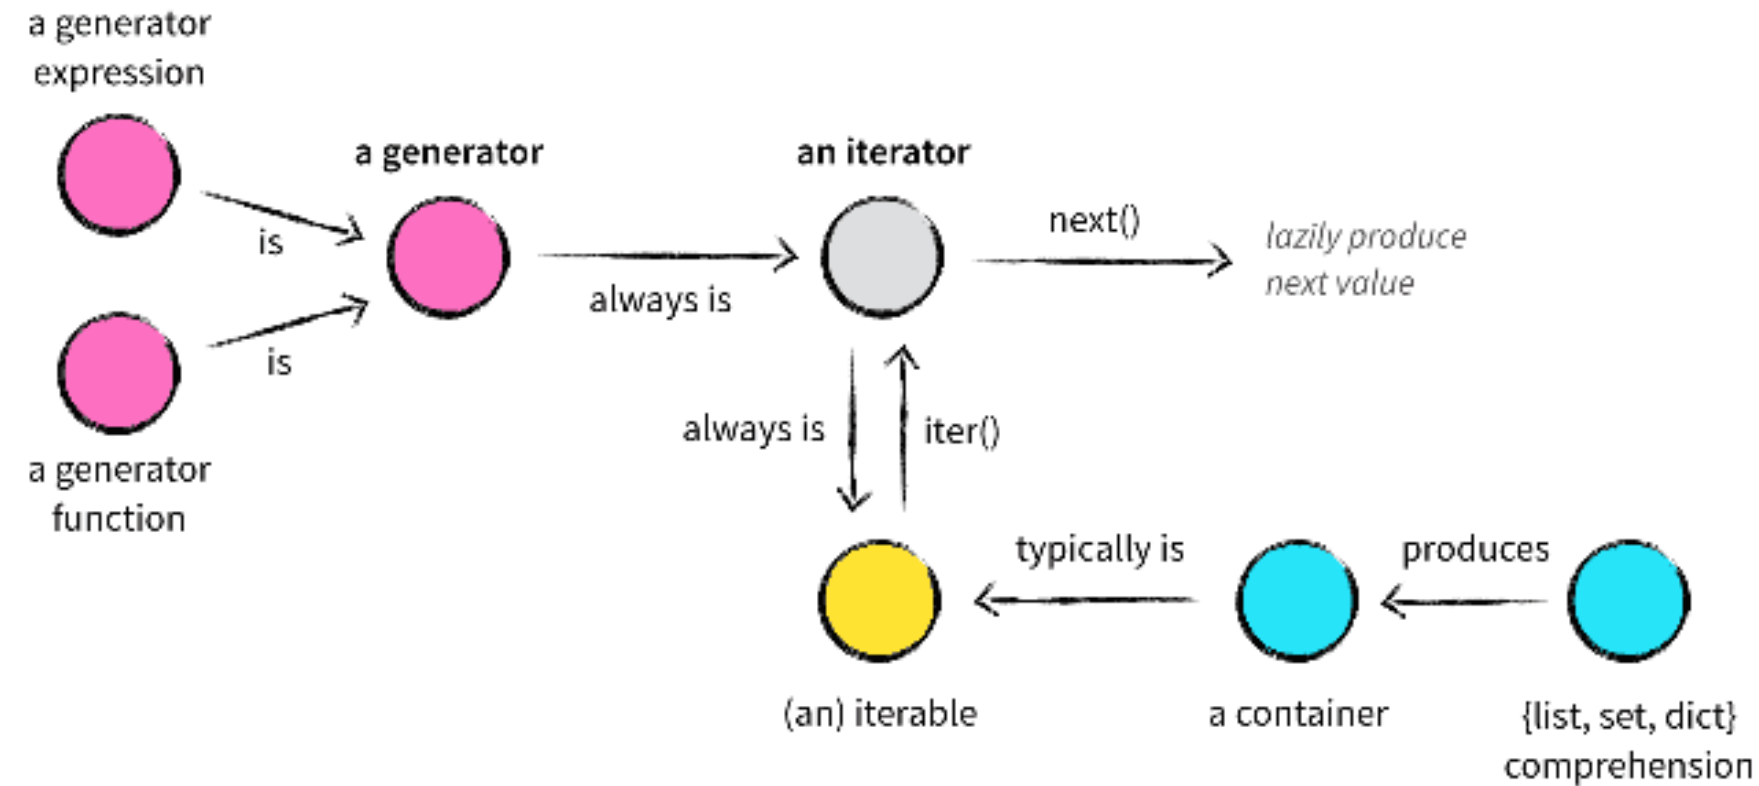 a generator
expression
a generator
an iterator
next()
lazily produce
next value
is
always is
is
a generator
function
always is
iter()
typically is
produces
(an) iterable
a container
{list, set, dict}
comprehension